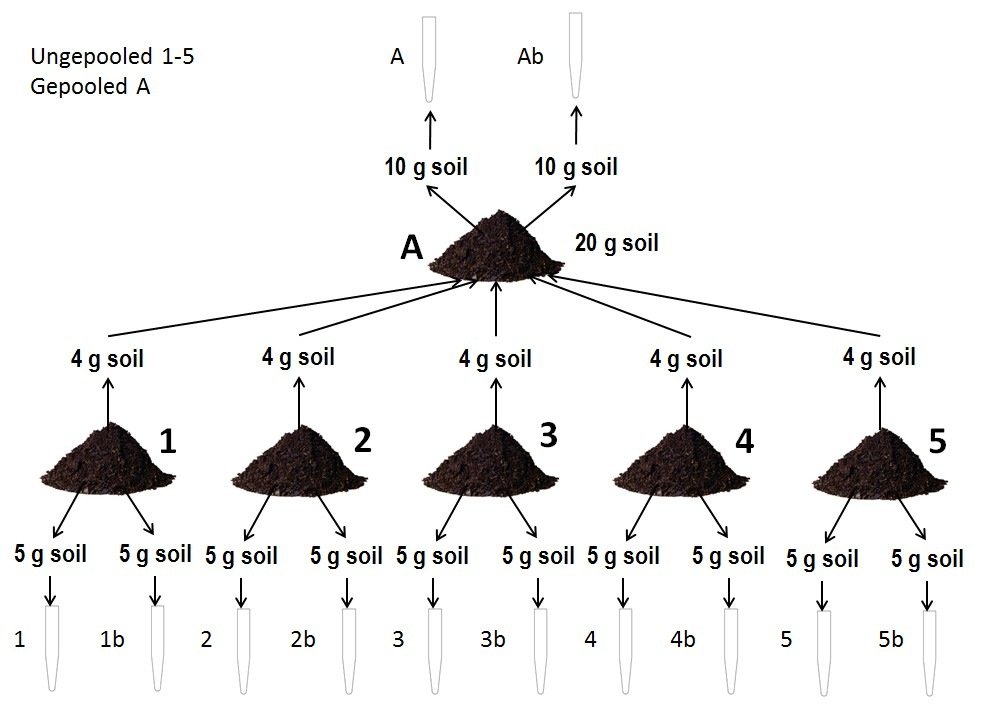 Ungepooled 1-5
Gepooled A
A
Ab
10 g soil
10 g soil
A
20 g soil
4 g soil
4 g soil
4 g soil
4 g soil
4 g soil
1
2
3
4
5
5 g soil
5 g soil
5 g soil
5 g soil
5 g soil
5 g soil
5 g soil
5 g soil
5 g soil
5 g soil
1
1b
2
2b
3
3b
4
4b
5
5b